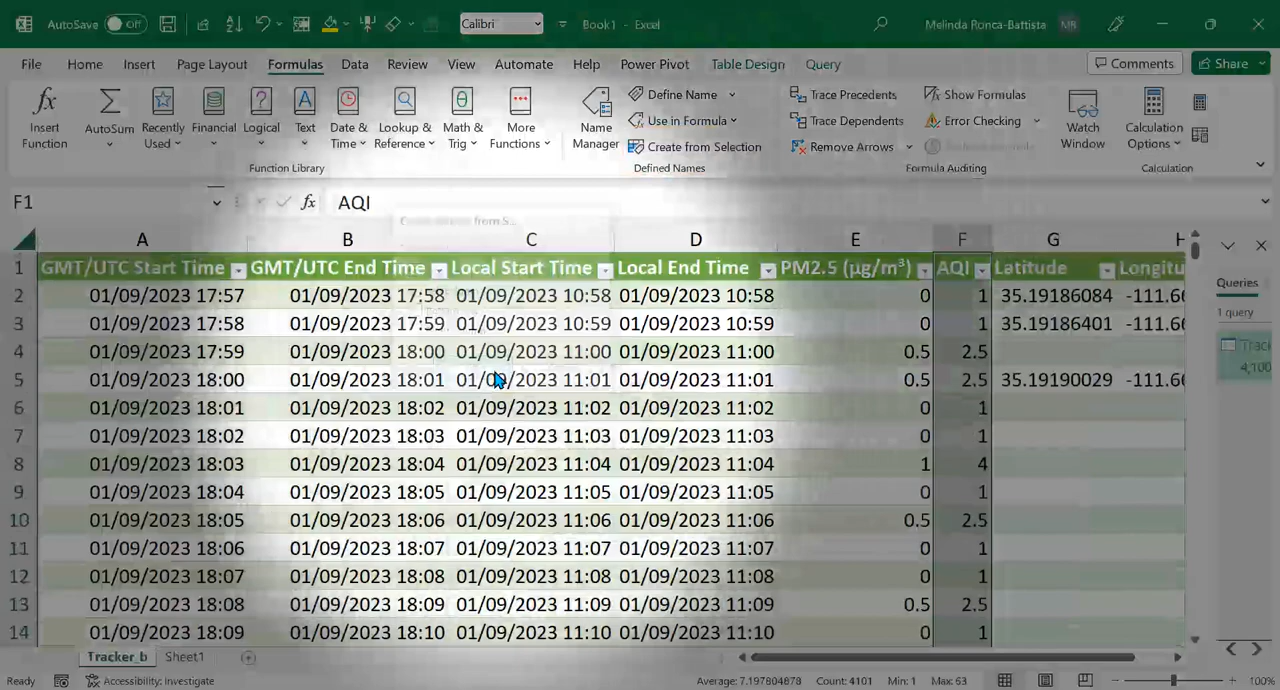 AutoSave Off Calibri Book1 - Excel Melinda Ronca-Battista MB
File Home Insert Page Layout Formulas Data Review View Automate Help Power Pivot Table Design Query Comments Share
Insert Function AutoSum Recently Used Financial Logical Text Date & Time Lookup & Reference Math & Trig More Functions Name Manager Define Name Use in Formula Create from Selection Trace Precedents Trace Dependents Remove Arrows Show Formulas Error Checking Watch Window Calculation Options
Function Library Defined Names Formula Auditing Calculation
F1 fx AQI
A B C D E F G H
1 GMT/UTC Start Time GMT/UTC End Time Local Start Time Local End Time PM2.5 (µg/m³) AQI Latitude Longitu
2 01/09/2023 17:57 01/09/2023 17:58 01/09/2023 10:58 01/09/2023 10:58 0 1 35.19186084 -111.66
3 01/09/2023 17:58 01/09/2023 17:59 01/09/2023 10:59 01/09/2023 10:59 0 1 35.19186401 -111.66
4 01/09/2023 17:59 01/09/2023 18:00 01/09/2023 11:00 01/09/2023 11:00 0.5 2.5
5 01/09/2023 18:00 01/09/2023 18:01 01/09/2023 11:01 01/09/2023 11:01 0.5 2.5 35.19190029 -111.66
6 01/09/2023 18:01 01/09/2023 18:02 01/09/2023 11:02 01/09/2023 11:02 0 1
7 01/09/2023 18:02 01/09/2023 18:03 01/09/2023 11:03 01/09/2023 11:03 0 1
8 01/09/2023 18:03 01/09/2023 18:04 01/09/2023 11:04 01/09/2023 11:04 1 4
9 01/09/2023 18:04 01/09/2023 18:05 01/09/2023 11:05 01/09/2023 11:05 0 1
10 01/09/2023 18:05 01/09/2023 18:06 01/09/2023 11:06 01/09/2023 11:06 0.5 2.5
11 01/09/2023 18:06 01/09/2023 18:07 01/09/2023 11:07 01/09/2023 11:07 0 1
12 01/09/2023 18:07 01/09/2023 18:08 01/09/2023 11:08 01/09/2023 11:08 0 1
13 01/09/2023 18:08 01/09/2023 18:09 01/09/2023 11:09 01/09/2023 11:09 0.5 2.5
14 01/09/2023 18:09 01/09/2023 18:10 01/09/2023 11:10 01/09/2023 11:10 0 1
Queries
1 query
Track
4,100
Tracker_b Sheet1
Ready Accessibility: Investigate Average: 7.197804878 Count: 4101 Min: 1 Max: 63 100%